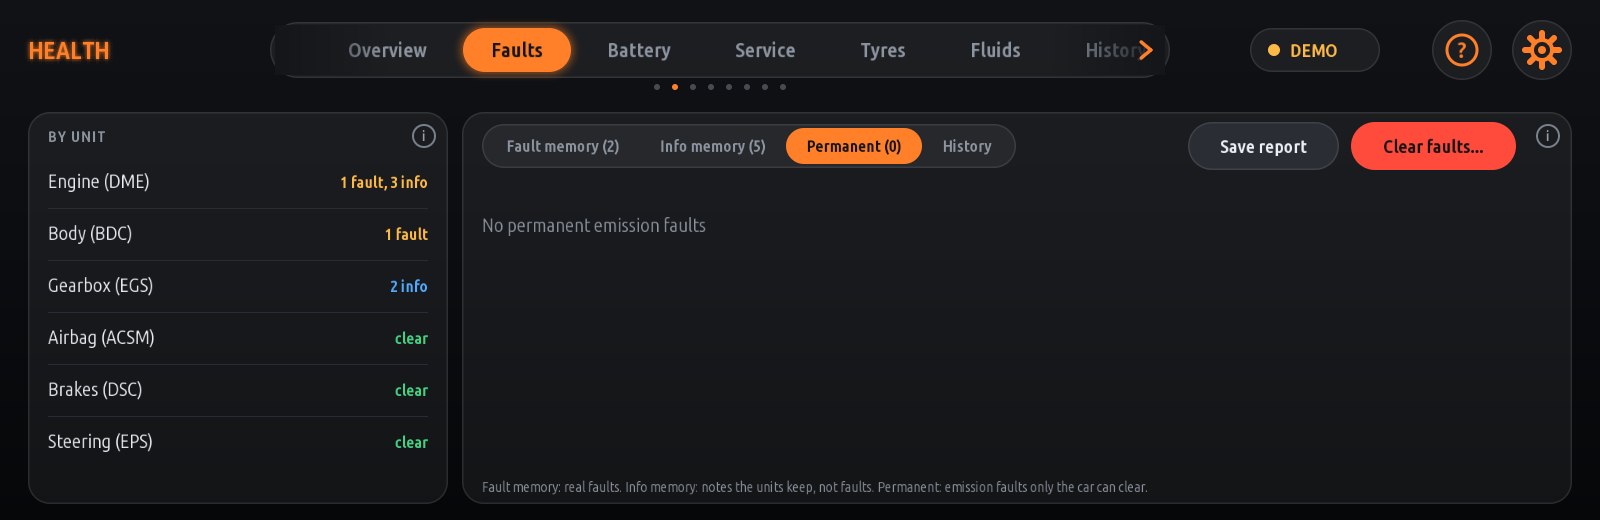 HEALTH
Overview Faults Battery Service Tyres Fluids History
DEMO
?
BY UNIT
i
Engine (DME) 1 fault, 3 info
Body (BDC) 1 fault
Gearbox (EGS) 2 info
Airbag (ACSM) clear
Brakes (DSC) clear
Steering (EPS) clear
Fault memory (2) Info memory (5) Permanent (0) History
Save report Clear faults...
i
No permanent emission faults
Fault memory: real faults. Info memory: notes the units keep, not faults. Permanent: emission faults only the car can clear.